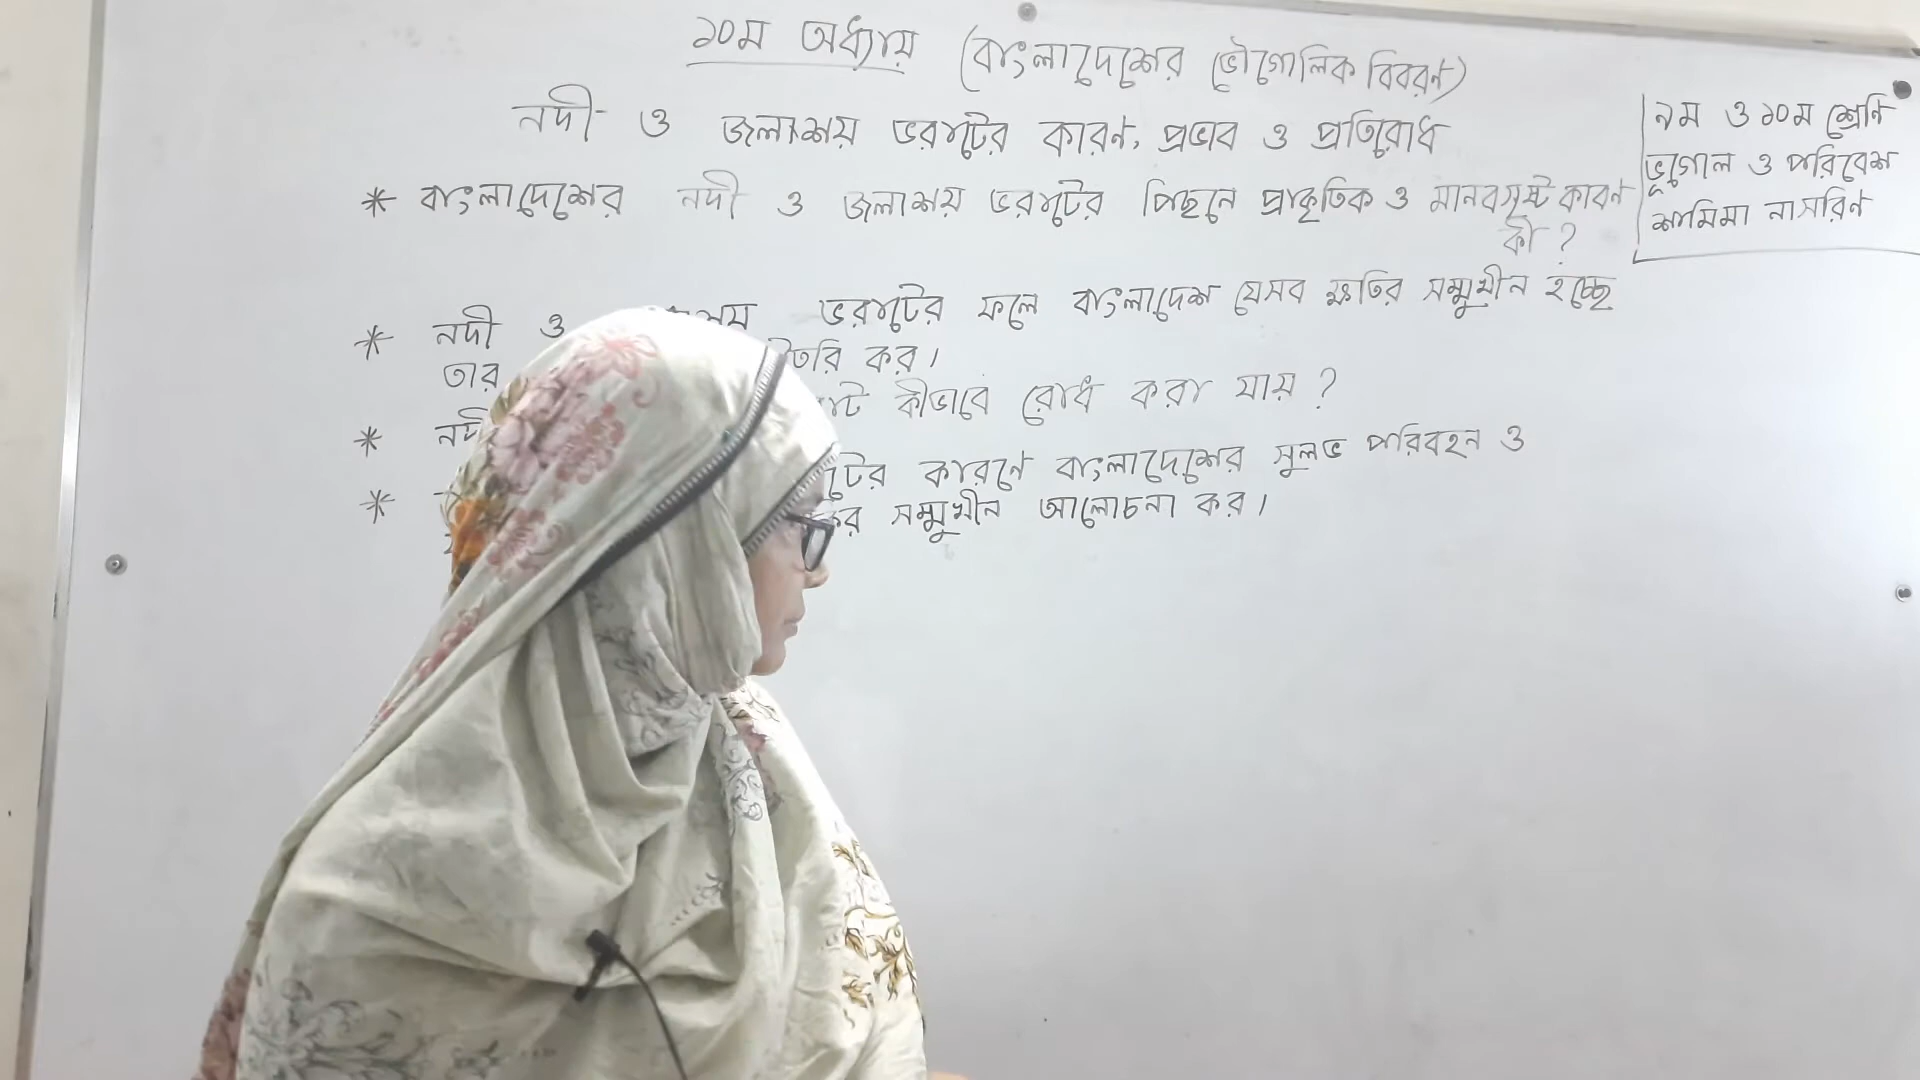 ১০ম অধ্যায় (বাংলাদেশের ভৌগোলিক বিবরণ)
নদী ও জলাশয় ভরাটের কারণ, প্রভাব ও প্রতিরোধ
৯ম ও ১০ম শ্রেণি
ভূগোল ও পরিবেশ
শামিমা নাসরিন
* বাংলাদেশের নদী ও জলাশয় ভরাটের পিছনে প্রাকৃতিক ও মানবসৃষ্ট কারণ
কী ?
* নদী ও ভরাটের ফলে বাংলাদেশ যেসব ক্ষতির সম্মুখীন হচ্ছে
তার তৈরি কর।
* নদী কীভাবে রোধ করা যায় ?
* কারণে বাংলাদেশের সুলভ পরিবহন ও
সম্মুখীন আলোচনা কর।